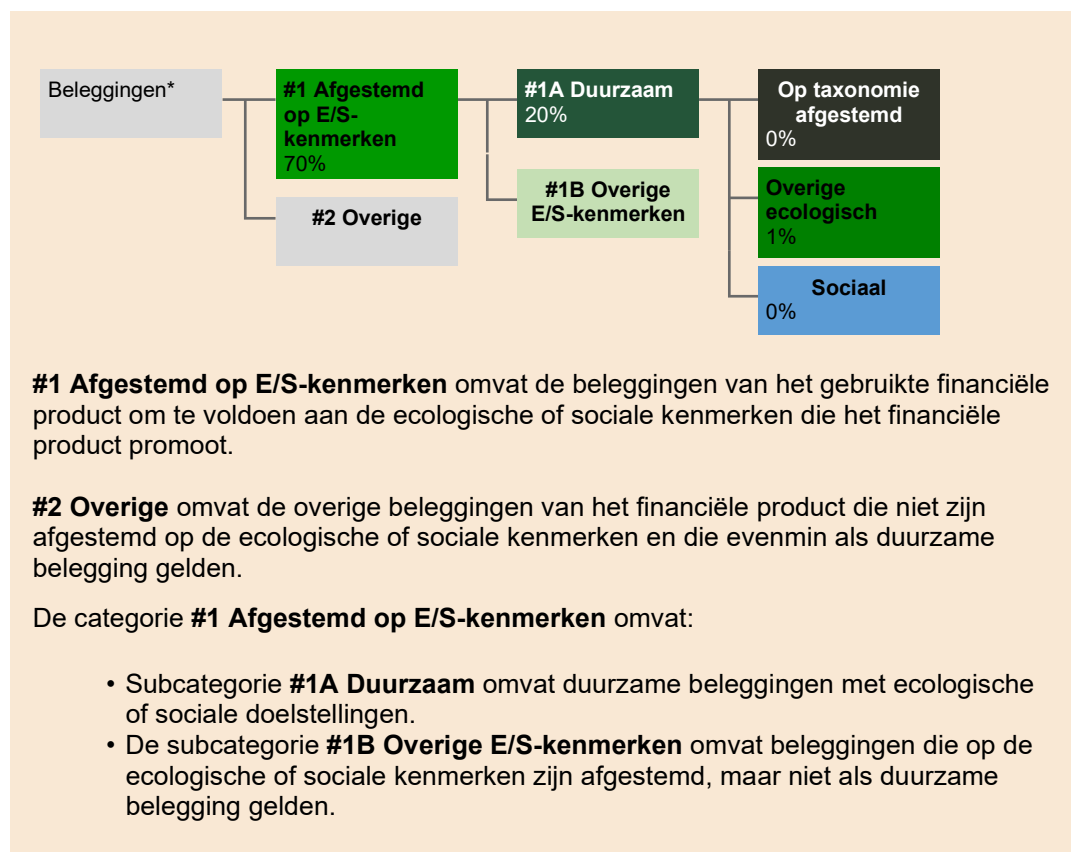 Beleggingen*
#1 Afgestemd
op E/S-
kenmerken
70%
#2 Overige
#1A Duurzaam
20%
#1B Overige
E/S-kenmerken
Op taxonomie
afgestemd
0%
Overige
ecologisch
1%
Sociaal
0%
#1 Afgestemd op E/S-kenmerken omvat de beleggingen van het gebruikte financiële
product om te voldoen aan de ecologische of sociale kenmerken die het financiële
product promoot.
#2 Overige omvat de overige beleggingen van het financiële product die niet zijn
afgestemd op de ecologische of sociale kenmerken en die evenmin als duurzame
belegging gelden.
De categorie #1 Afgestemd op E/S-kenmerken omvat:
• Subcategorie #1A Duurzaam omvat duurzame beleggingen met ecologische
of sociale doelstellingen.
• De subcategorie #1B Overige E/S-kenmerken omvat beleggingen die op de
ecologische of sociale kenmerken zijn afgestemd, maar niet als duurzame
belegging gelden.